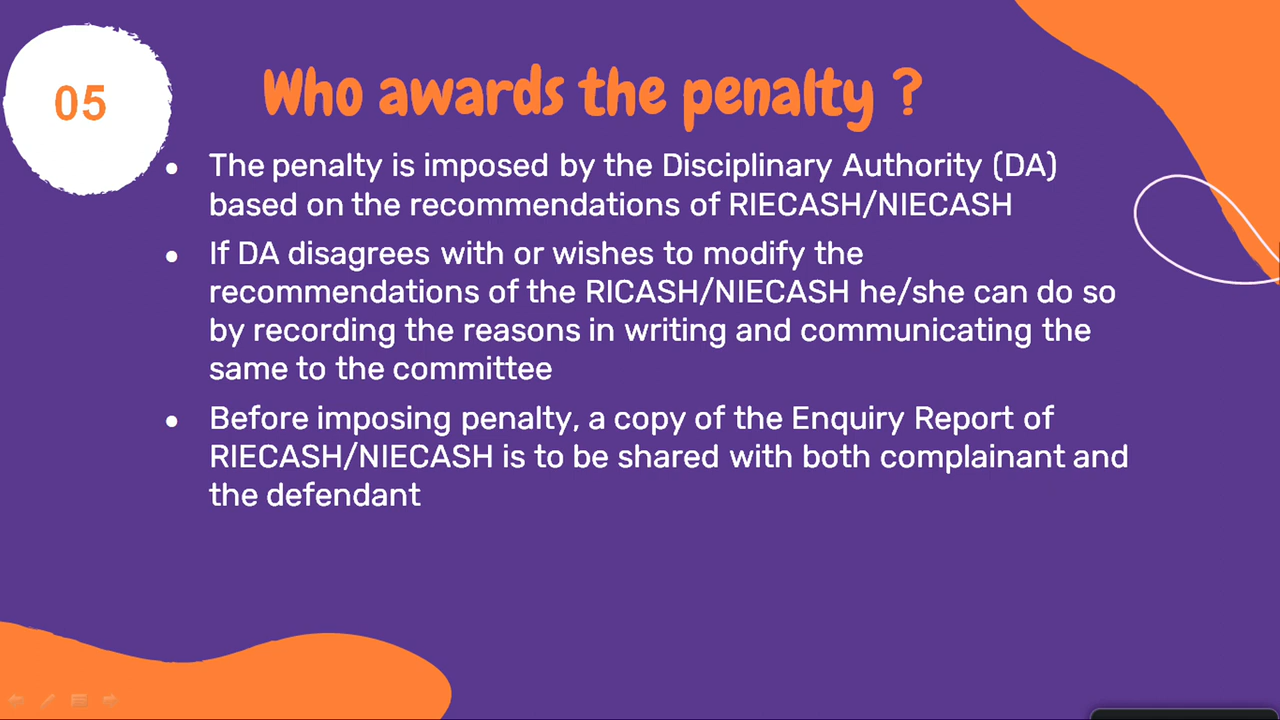 05
Who awards the penalty ?
• The penalty is imposed by the Disciplinary Authority (DA)
based on the recommendations of RIECASH/NIECASH
• If DA disagrees with or wishes to modify the
recommendations of the RICASH/NIECASH he/she can do so
by recording the reasons in writing and communicating the
same to the committee
• Before imposing penalty, a copy of the Enquiry Report of
RIECASH/NIECASH is to be shared with both complainant and
the defendant